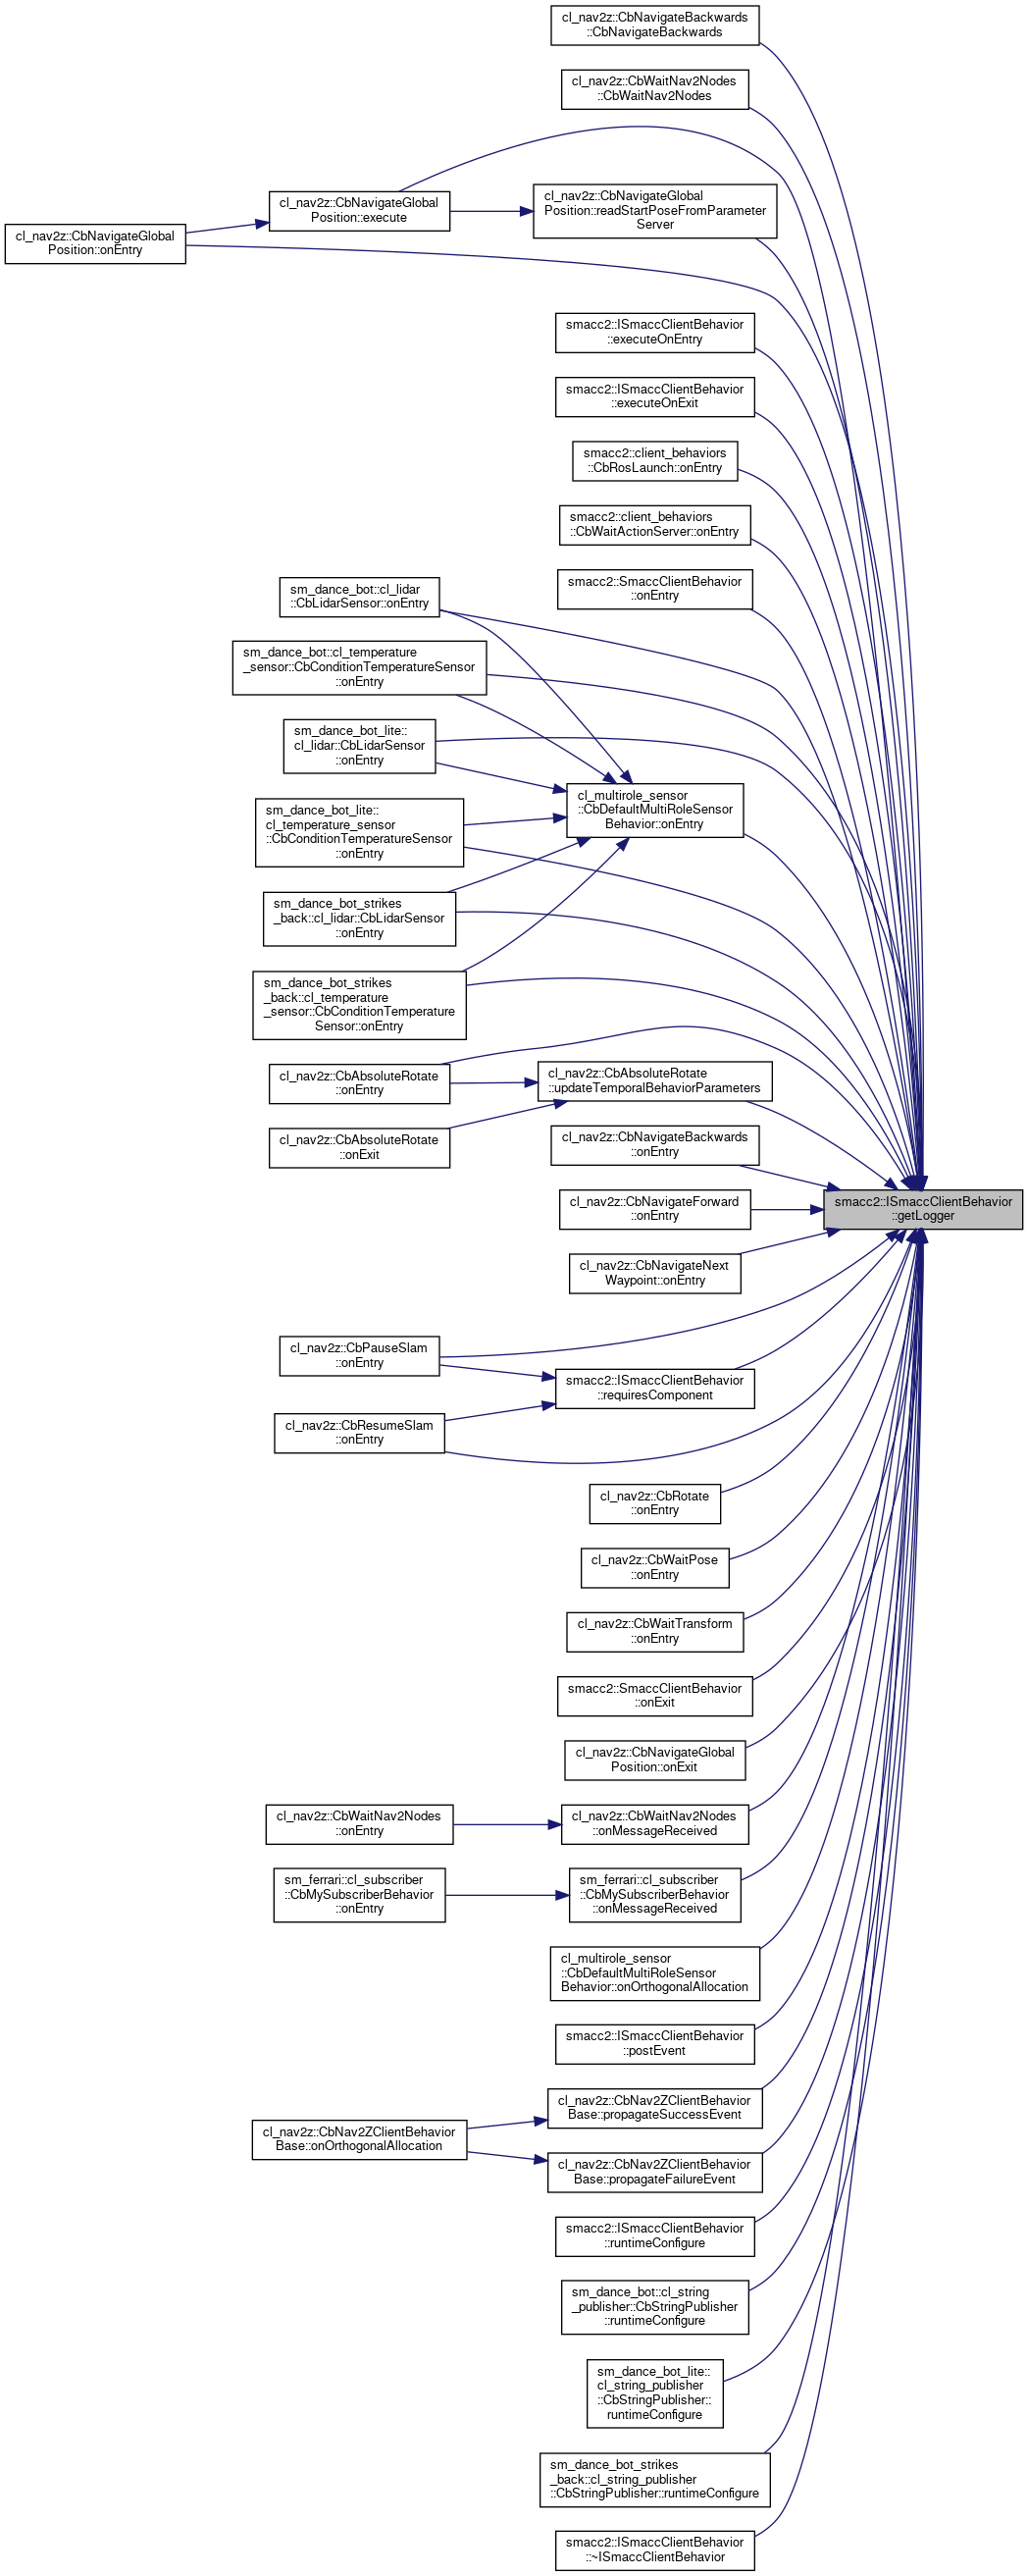 cl_nav2z::CbNavigateBackwards
::CbNavigateBackwards
cl_nav2z::CbWaitNav2Nodes
::CbWaitNav2Nodes
cl_nav2z::CbNavigateGlobal
Position::execute
cl_nav2z::CbNavigateGlobal
Position::readStartPoseFromParameter
Server
cl_nav2z::CbNavigateGlobal
Position::onEntry
smacc2::ISmaccClientBehavior
::executeOnEntry
smacc2::ISmaccClientBehavior
::executeOnExit
smacc2::client_behaviors
::CbRosLaunch::onEntry
smacc2::client_behaviors
::CbWaitActionServer::onEntry
smacc2::SmaccClientBehavior
::onEntry
sm_dance_bot::cl_lidar
::CbLidarSensor::onEntry
sm_dance_bot::cl_temperature
_sensor::CbConditionTemperatureSensor
::onEntry
sm_dance_bot_lite::
cl_lidar::CbLidarSensor
::onEntry
cl_multirole_sensor
::CbDefaultMultiRoleSensor
Behavior::onEntry
sm_dance_bot_lite::
cl_temperature_sensor
::CbConditionTemperatureSensor
::onEntry
sm_dance_bot_strikes
_back::cl_lidar::CbLidarSensor
::onEntry
sm_dance_bot_strikes
_back::cl_temperature
_sensor::CbConditionTemperature
Sensor::onEntry
cl_nav2z::CbAbsoluteRotate
::onEntry
cl_nav2z::CbAbsoluteRotate
::updateTemporalBehaviorParameters
cl_nav2z::CbAbsoluteRotate
::onExit
cl_nav2z::CbNavigateBackwards
::onEntry
smacc2::ISmaccClientBehavior
::getLogger
cl_nav2z::CbNavigateForward
::onEntry
cl_nav2z::CbNavigateNext
Waypoint::onEntry
cl_nav2z::CbPauseSlam
::onEntry
smacc2::ISmaccClientBehavior
::requiresComponent
cl_nav2z::CbResumeSlam
::onEntry
cl_nav2z::CbRotate
::onEntry
cl_nav2z::CbWaitPose
::onEntry
cl_nav2z::CbWaitTransform
::onEntry
smacc2::SmaccClientBehavior
::onExit
cl_nav2z::CbNavigateGlobal
Position::onExit
cl_nav2z::CbWaitNav2Nodes
::onEntry
cl_nav2z::CbWaitNav2Nodes
::onMessageReceived
sm_ferrari::cl_subscriber
::CbMySubscriberBehavior
::onEntry
sm_ferrari::cl_subscriber
::CbMySubscriberBehavior
::onMessageReceived
cl_multirole_sensor
::CbDefaultMultiRoleSensor
Behavior::onOrthogonalAllocation
smacc2::ISmaccClientBehavior
::postEvent
cl_nav2z::CbNav2ZClientBehavior
Base::propagateSuccessEvent
cl_nav2z::CbNav2ZClientBehavior
Base::onOrthogonalAllocation
cl_nav2z::CbNav2ZClientBehavior
Base::propagateFailureEvent
smacc2::ISmaccClientBehavior
::runtimeConfigure
sm_dance_bot::cl_string
_publisher::CbStringPublisher
::runtimeConfigure
sm_dance_bot_lite::
cl_string_publisher
::CbStringPublisher::
runtimeConfigure
sm_dance_bot_strikes
_back::cl_string_publisher
::CbStringPublisher::runtimeConfigure
smacc2::ISmaccClientBehavior
::~ISmaccClientBehavior